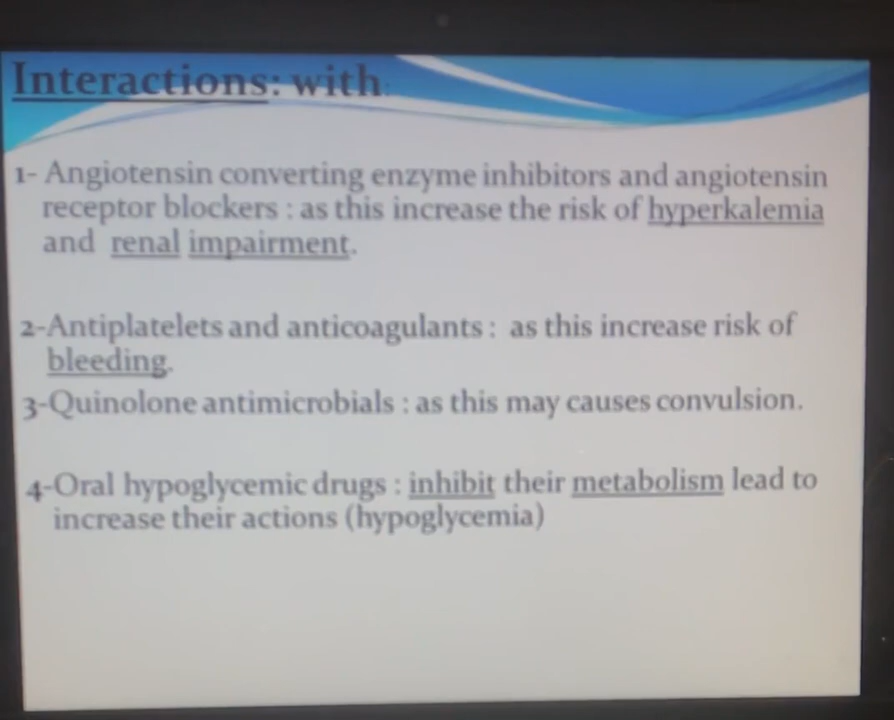 Interactions: with:
1- Angiotensin converting enzyme inhibitors and angiotensin
receptor blockers : as this increase the risk of hyperkalemia
and renal impairment.
2-Antiplatelets and anticoagulants : as this increase risk of
bleeding.
3-Quinolone antimicrobials : as this may causes convulsion.
4-Oral hypoglycemic drugs : inhibit their metabolism lead to
increase their actions (hypoglycemia)